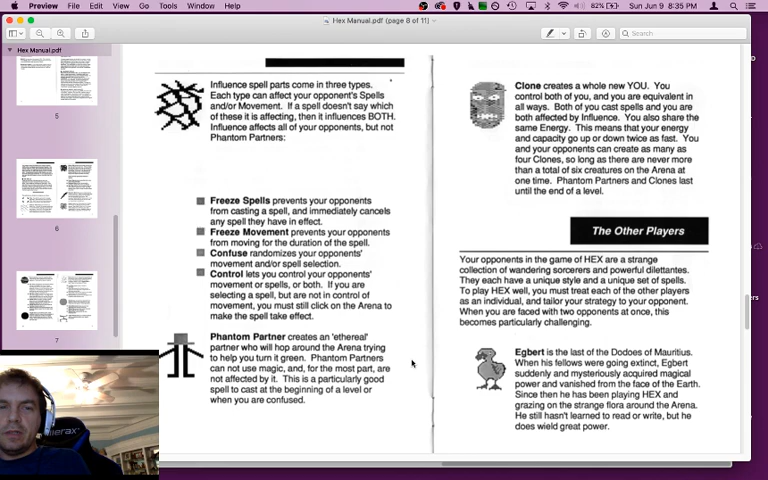 Preview File Edit View Go Tools Window Help
82% Sun Jun 9 8:35 PM
Hex Manual.pdf (page 8 of 11)
Search
Hex Manual.pdf
5
6
7
Influence spell parts come in three types.
Each type can affect your opponent's Spells
and/or Movement. If a spell doesn't say which
of these it is affecting, then it influences BOTH.
Influence affects all of your opponents, but not
Phantom Partners:
Freeze Spells prevents your opponents
from casting a spell, and immediately cancels
any spell they have in effect.
Freeze Movement prevents your opponents
from moving for the duration of the spell.
Confuse randomizes your opponents'
movement and/or spell selection.
Control lets you control your opponents'
movement or spells, or both. If you are
selecting a spell, but are not in control of
movement, you must still click on the Arena to
make the spell take effect.
Phantom Partner creates an 'ethereal'
partner who will hop around the Arena trying
to help you turn it green. Phantom Partners
can not use magic, and, for the most part, are
not affected by it. This is a particularly good
spell to cast at the beginning of a level or
when you are confused.
Clone creates a whole new YOU. You
control both of you, and you are equivalent in
all ways. Both of you cast spells and you are
both affected by Influence. You also share the
same Energy. This means that your energy
and capacity go up or down twice as fast. You
and your opponents can create as many as
four Clones, so long as there are never more
than a total of six creatures on the Arena at
one time. Phantom Partners and Clones last
until the end of a level.
The Other Players
Your opponents in the game of HEX are a strange
collection of wandering sorcerers and powerful dilettantes.
They each have a unique style and a unique set of spells.
To play HEX well, you must treat each of the other players
as an individual, and tailor your strategy to your opponent.
When you are faced with two opponents at once, this
becomes particularly challenging.
Egbert is the last of the Dodoes of Mauritius.
When his fellows were going extinct, Egbert
suddenly and mysteriously acquired magical
power and vanished from the face of the Earth.
Since then he has been playing HEX and
grazing on the strange flora around the Arena.
He still hasn't learned to read or write, but he
does wield great power.